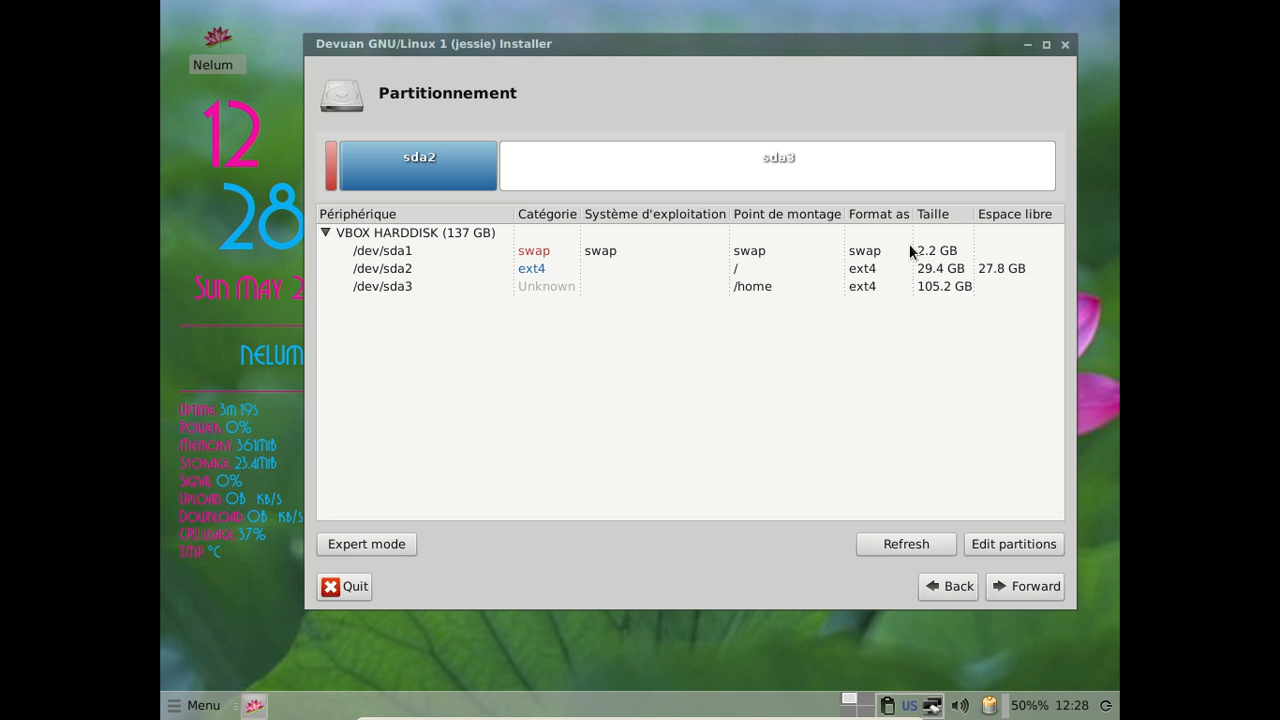 Devuan GNU/Linux 1 (jessie) Installer
Nelum
Partitionnement
12
28
sda2
sda3
Périphérique Catégorie Système d'exploitation Point de montage Format as Taille Espace libre
VBOX HARDDISK (137 GB)
/dev/sda1 swap swap swap swap 2.2 GB
/dev/sda2 ext4 / ext4 29.4 GB 27.8 GB
/dev/sda3 Unknown /home ext4 105.2 GB
Sun May 2
Nelum
Uptime: 3m 19s
Power: 0%
Memory: 361MiB
Storage: 23.4MiB
Signal: 0%
Upload: 0B kB/s
Download: 0B kB/s
CPU usage: 37%
°C
Expert mode Refresh Edit partitions
Quit Back Forward
Menu US 50%% 12:28